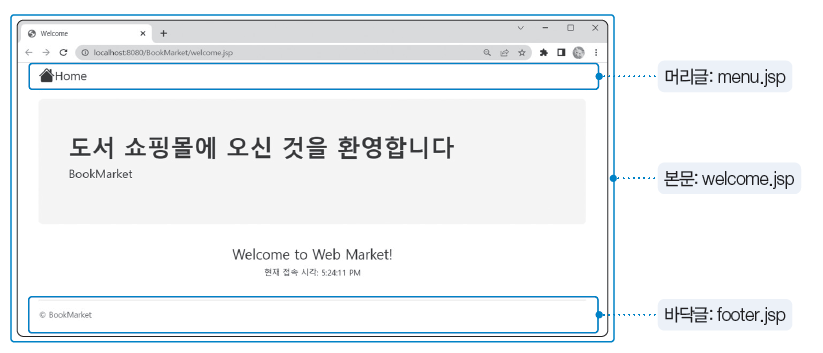 Welcome
localhost:8080/BookMarket/welcome.jsp
Home
머리글: menu.jsp
도서 쇼핑몰에 오신 것을 환영합니다
BookMarket
본문: welcome.jsp
Welcome to Web Market!
현재 접속 시각: 5:24:11 PM
© BookMarket
바닥글: footer.jsp